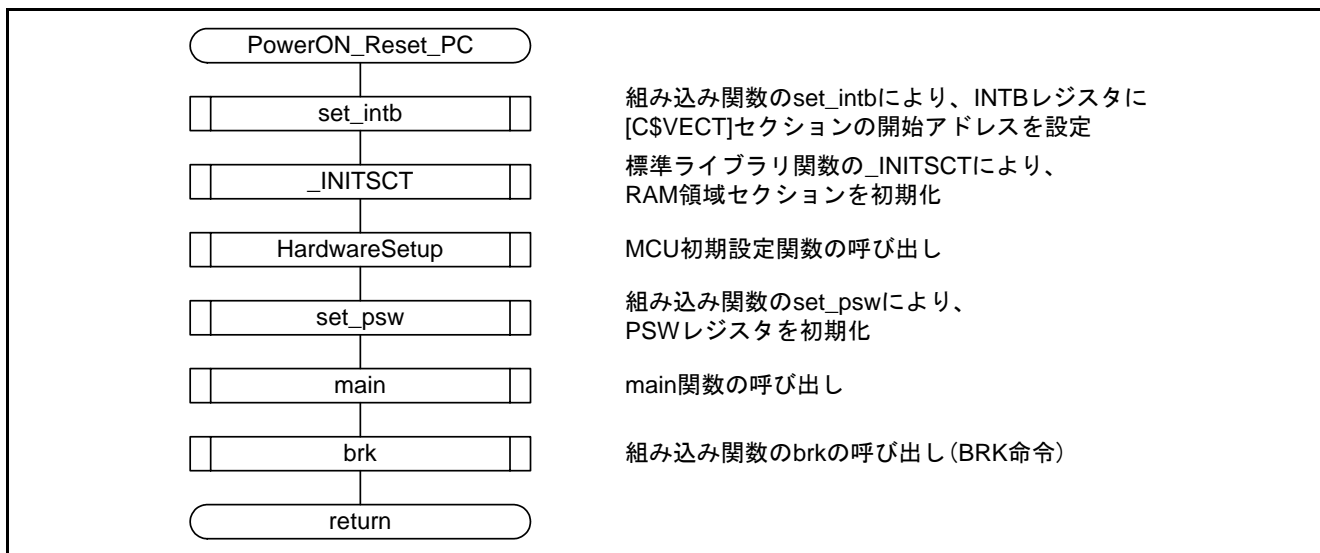 PowerON_Reset_PC
set_intb
組み込み関数のset_intbにより、INTBレジスタに
[C$VECT]セクションの開始アドレスを設定
_INITSCT
標準ライブラリ関数の_INITSCTにより、
RAM領域セクションを初期化
HardwareSetup
MCU初期設定関数の呼び出し
set_psw
組み込み関数のset_pswにより、
PSWレジスタを初期化
main
main関数の呼び出し
brk
組み込み関数のbrkの呼び出し（BRK命令）
return